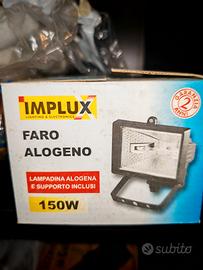 IMPLUX
LIGHTING & ELECTRONICS
FARO
ALOGENO
LAMPADINA ALOGENA
E SUPPORTO INCLUSI
150W
GARANZIA
2
ANNI
subito